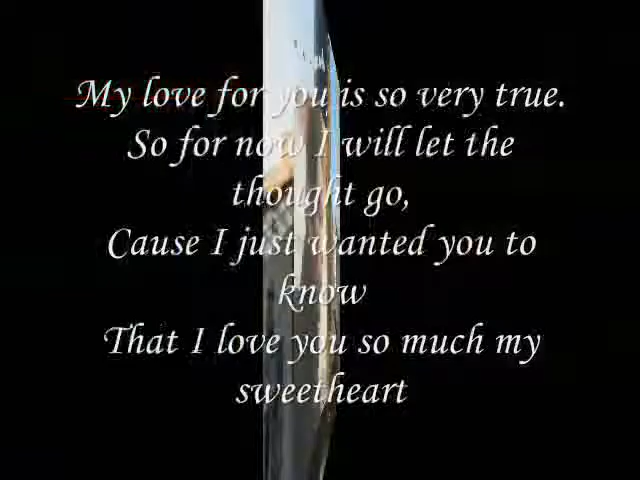 My love for you is so very true.
So for now I will let the
thought go,
Cause I just wanted you to
know
That I love you so much my
sweetheart